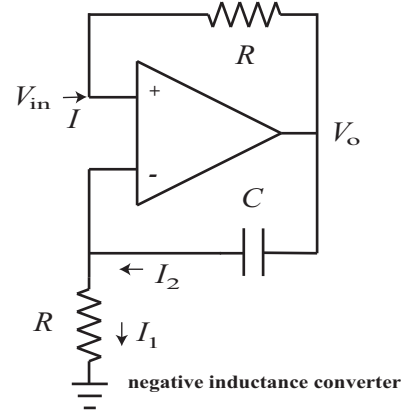 R
V_in
I
+
V_o
-
C
I_2
R
I_1
negative inductance converter